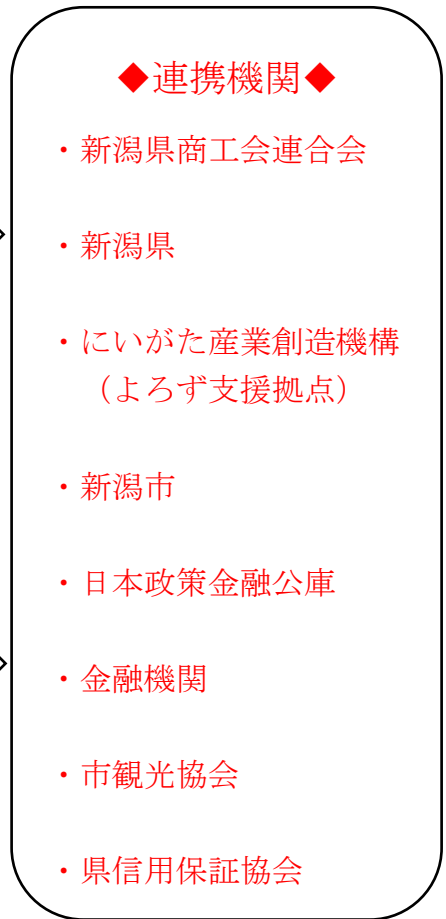 ◆連携機関◆
・新潟県商工会連合会
・新潟県
・にいがた産業創造機構
（よろず支援拠点）
・新潟市
・日本政策金融公庫
・金融機関
・市観光協会
・県信用保証協会